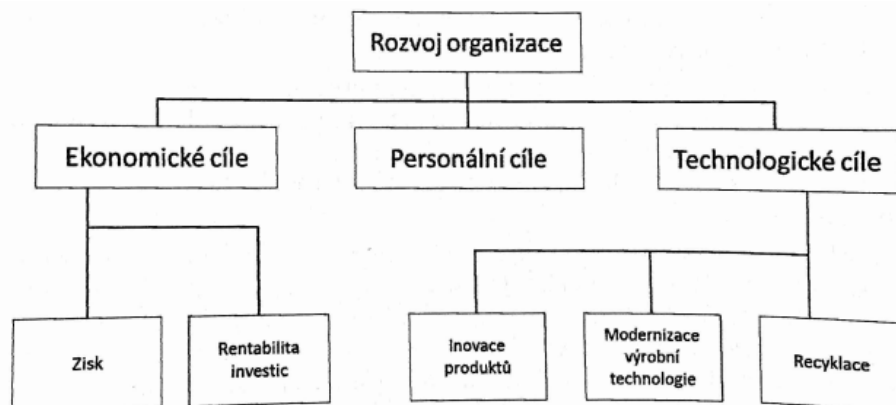 Rozvoj organizace
Ekonomické cíle
Personální cíle
Technologické cíle
Zisk
Rentabilita
investic
Inovace
produktů
Modernizace
výrobní
technologie
Recyklace